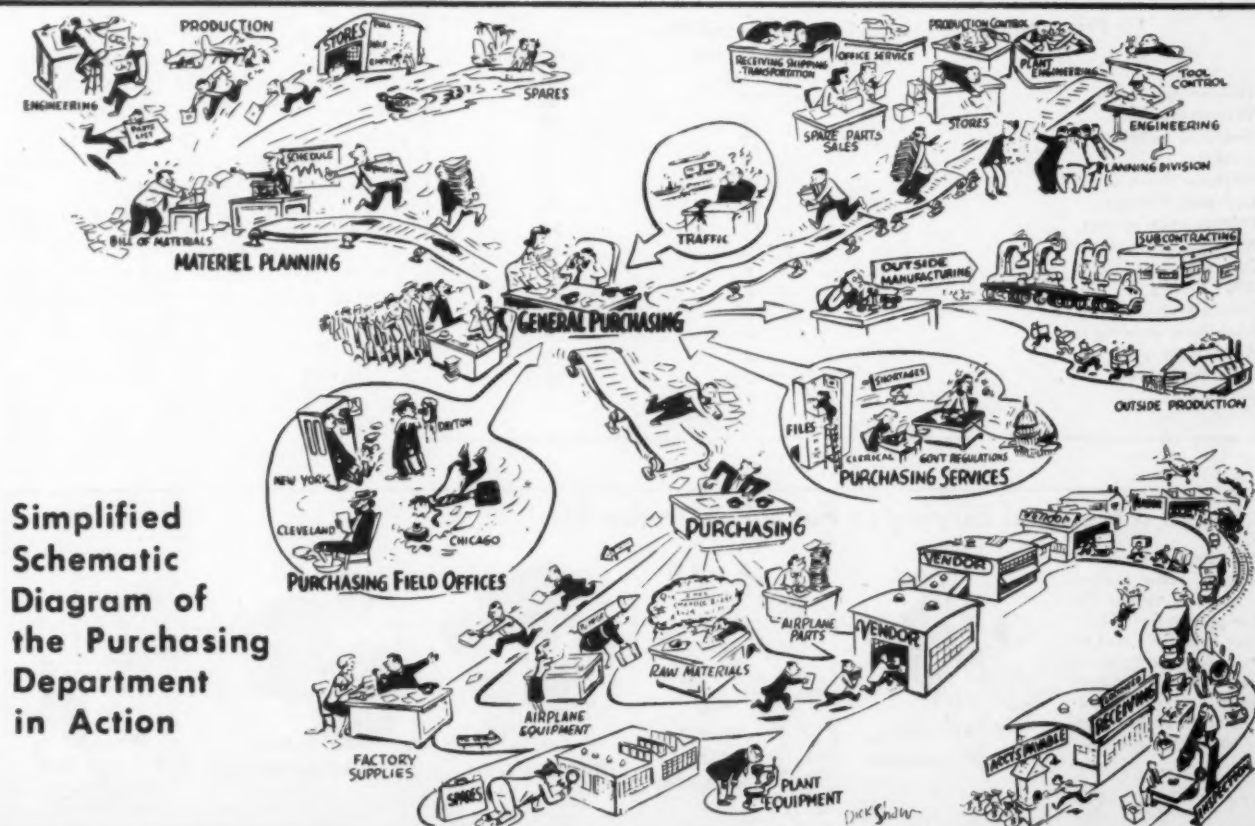 PRODUCTION
ENGINEERING
PARTS
LIST
STORES
FULL
HALF
EMPTY
SPARES
SCHEDULE
BILL OF MATERIALS
MATERIEL PLANNING
RECEIVING SHIPPING
TRANSPORTATION
OFFICE SERVICE
PRODUCTION CONTROL
PLANT
ENGINEERING
TOOL
CONTROL
SPARE PARTS
SALES
STORES
ENGINEERING
PLANNING DIVISION
TRAFFIC
GENERAL PURCHASING
OUTSIDE
MANUFACTURING
SUBCONTRACTING
OUTSIDE PRODUCTION
NEW YORK
DAYTON
CLEVELAND
CHICAGO
PURCHASING FIELD OFFICES
SHORTAGES
FILES
CLERICAL
GOVT REGULATIONS
PURCHASING SERVICES
PURCHASING
Simplified
Schematic
Diagram of
the Purchasing
Department
in Action
FACTORY
SUPPLIES
AIRPLANE
EQUIPMENT
RAW MATERIALS
AIRPLANE
PARTS
VENDOR
VENDOR
VENDOR
SPARES
PLANT
EQUIPMENT
DICK SHAW
ACCTS PAYABLE
RECEIVING
INSPECTION